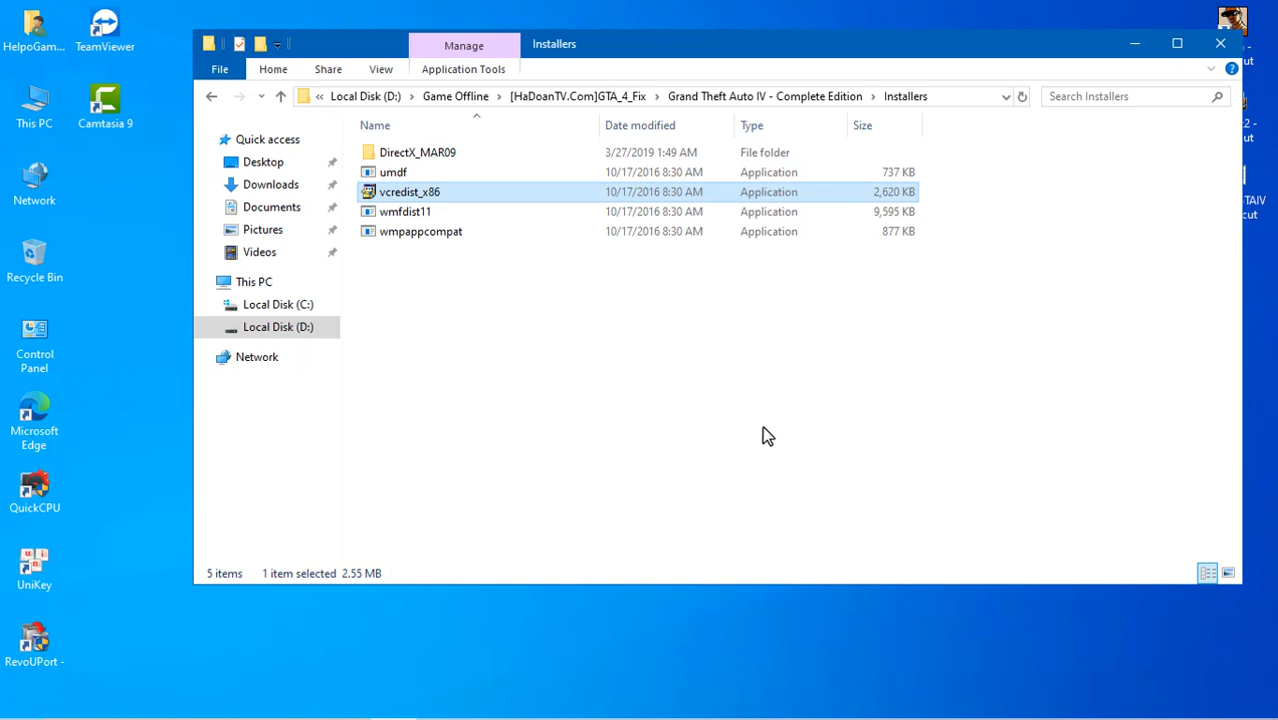 HelpoGam...
TeamViewer
This PC
Camtasia 9
Network
Recycle Bin
Control
Panel
Microsoft
Edge
QuickCPU
UniKey
RevoUPort -
Manage
Installers
File
Home
Share
View
Application Tools
« Local Disk (D:) > Game Offline > [HaDoanTV.Com]GTA_4_Fix > Grand Theft Auto IV - Complete Edition > Installers
Search Installers
Name Date modified Type Size
DirectX_MAR09 3/27/2019 1:49 AM File folder
umdf 10/17/2016 8:30 AM Application 737 KB
vcredist_x86 10/17/2016 8:30 AM Application 2,620 KB
wmfdist11 10/17/2016 8:30 AM Application 9,595 KB
wmpappcompat 10/17/2016 8:30 AM Application 877 KB
Quick access
Desktop
Downloads
Documents
Pictures
Videos
This PC
Local Disk (C:)
Local Disk (D:)
Network
5 items 1 item selected 2.55 MB
-
ut
2 -
ut
TAIV
cut